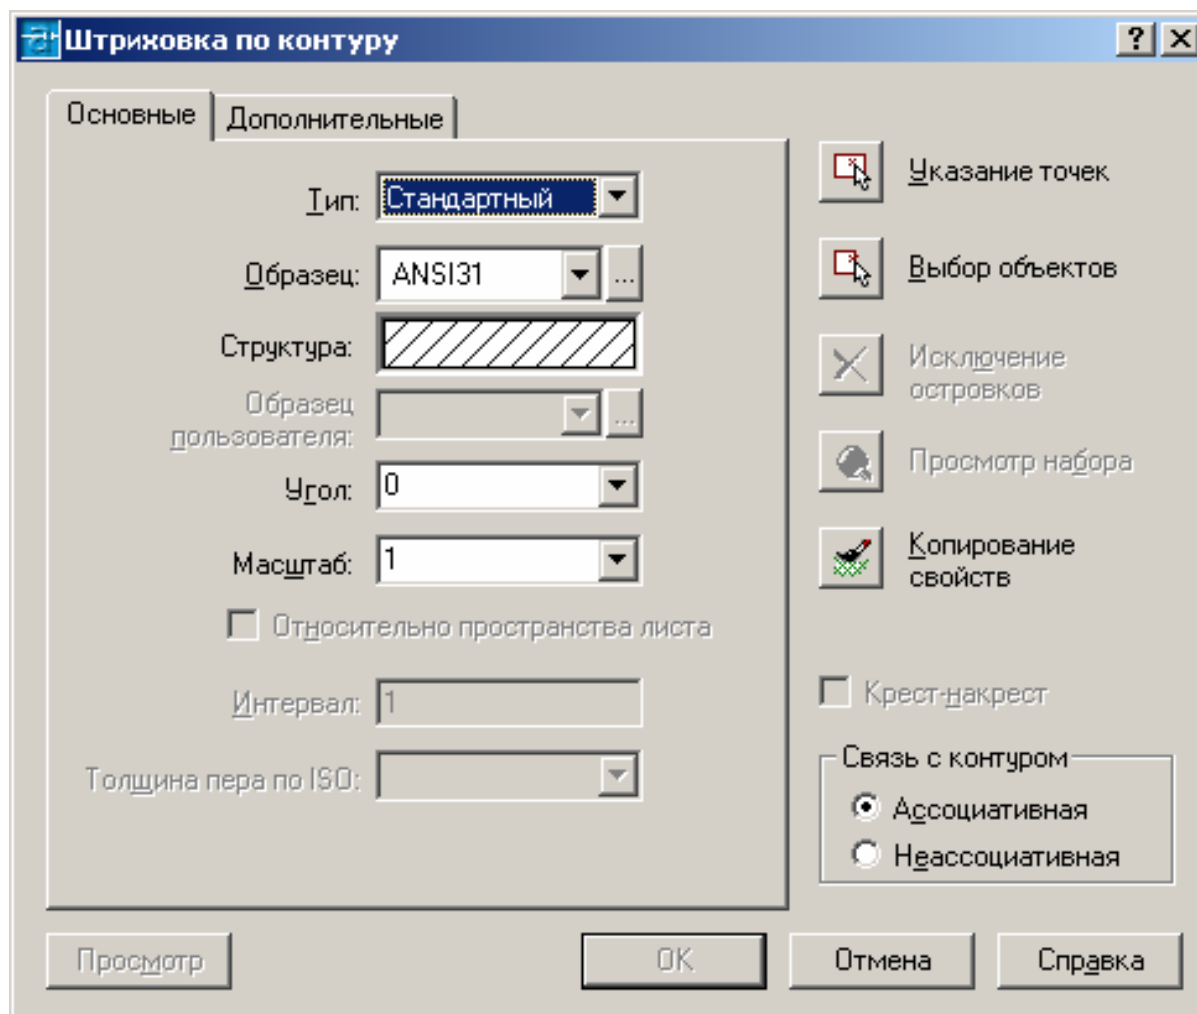 Штриховка по контуру
Основные
Дополнительные
Тип: Стандартный
Образец: ANSI31 ...
Структура:
Образец
пользователя: ...
Угол: 0
Масштаб: 1
Относительно пространства листа
Интервал: 1
Толщина пера по ISO:
Указание точек
Выбор объектов
Исключение
островков
Просмотр набора
Копирование
свойств
Крест-накрест
Связь с контуром
Ассоциативная
Неассоциативная
Просмотр
OK
Отмена
Справка